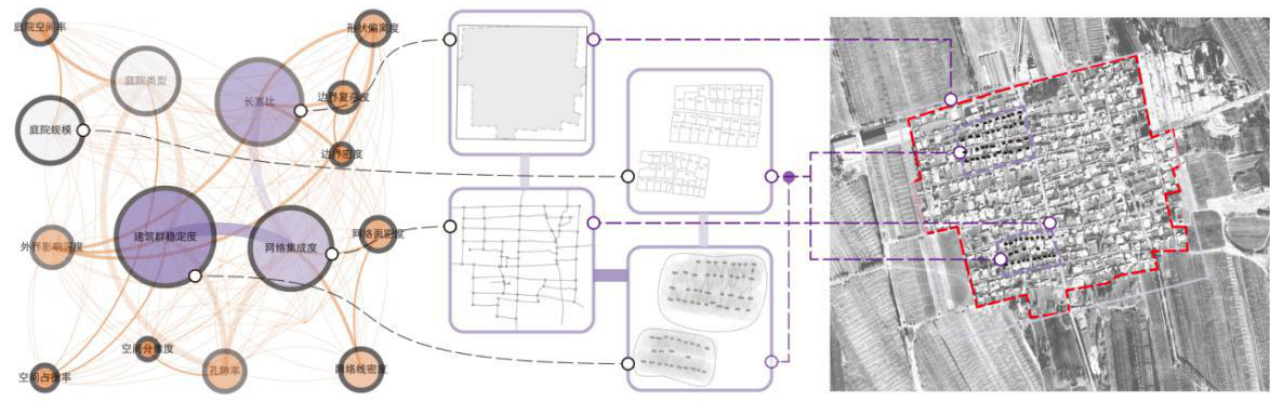 庭院空间率
形状偏离度
庭院类型
长宽比
边界复杂度
庭院规模
边界密度
建筑群稳定度
网络面密度
外界影响深度
网络集成度
空间分维度
空间占有率
孔隙率
网络线密度